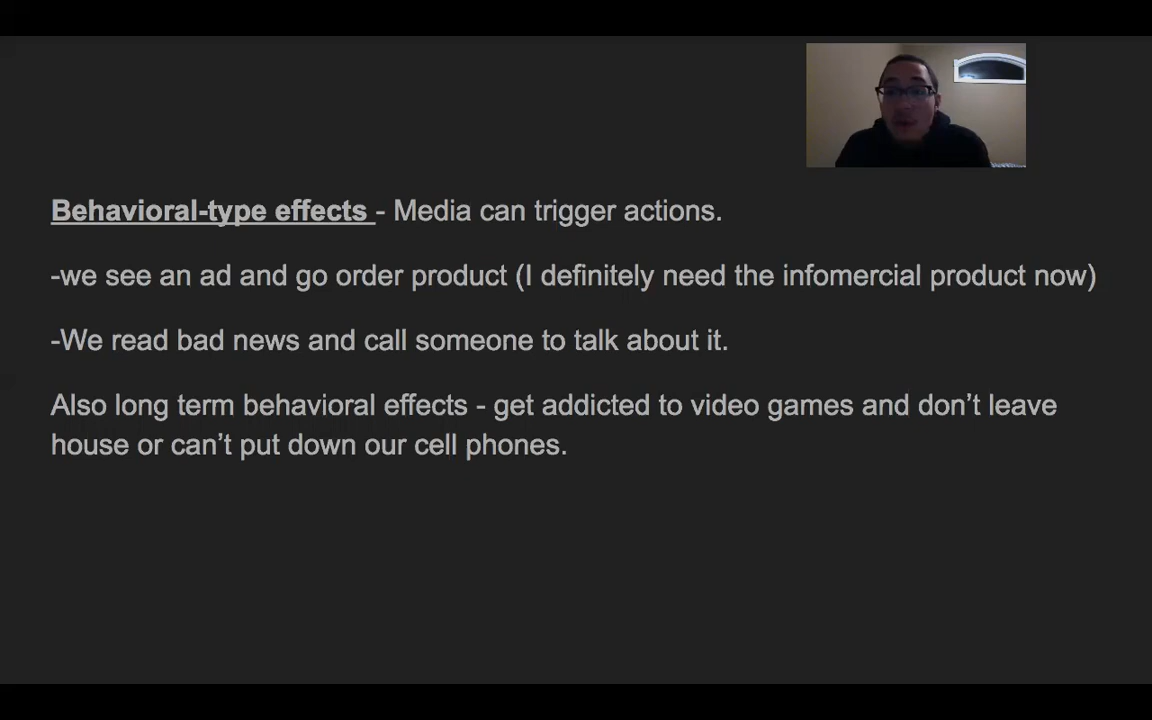 Behavioral-type effects - Media can trigger actions.
-we see an ad and go order product (I definitely need the infomercial product now)
-We read bad news and call someone to talk about it.
Also long term behavioral effects - get addicted to video games and don’t leave
house or can’t put down our cell phones.